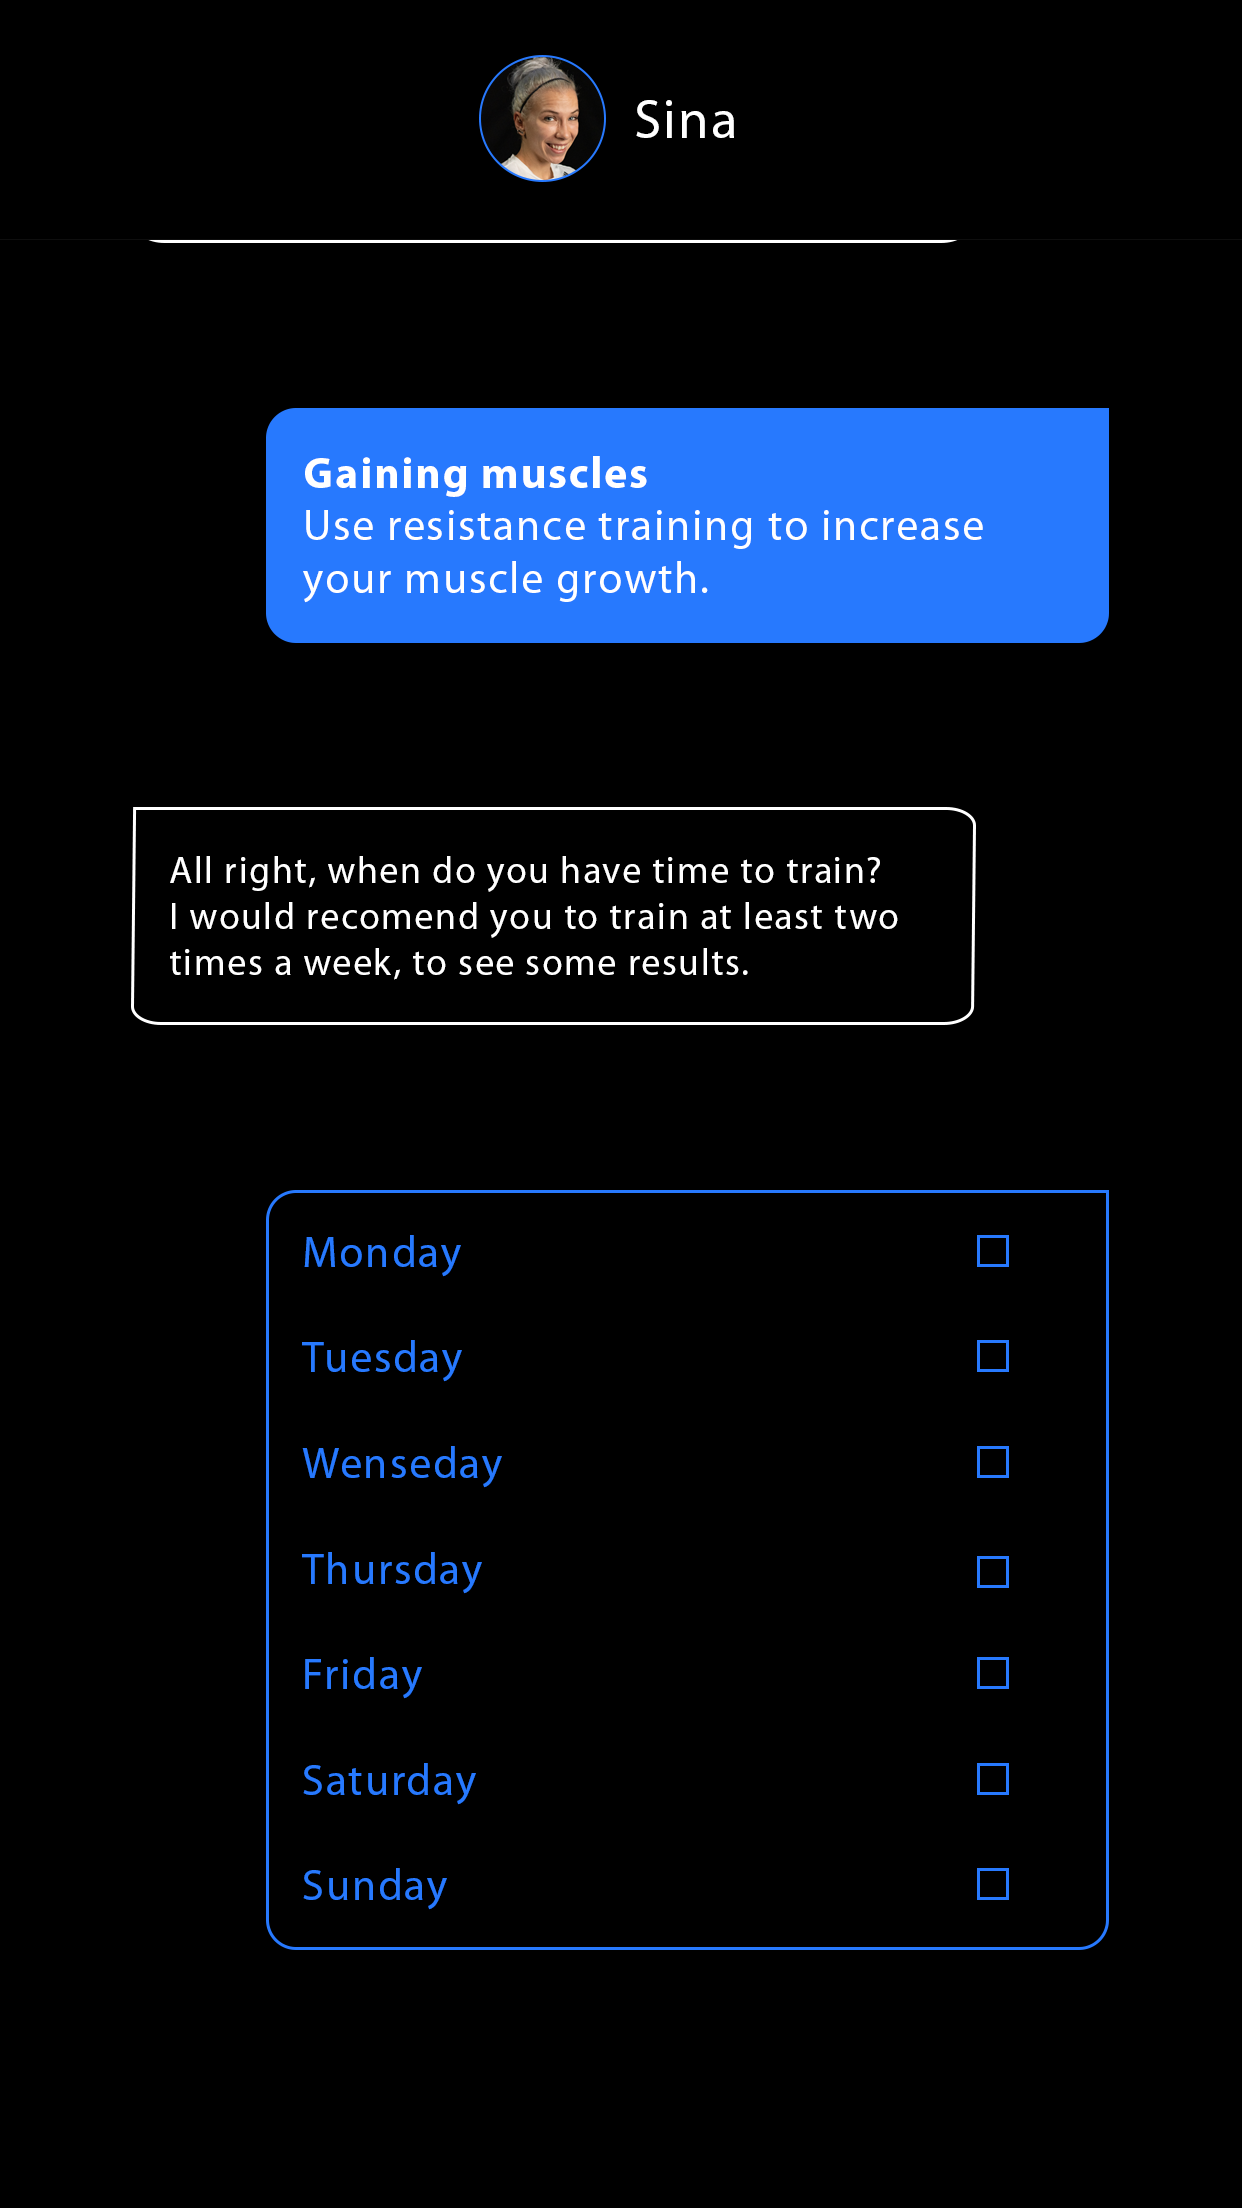 Sina
Gaining muscles
Use resistance training to increase
your muscle growth.
All right, when do you have time to train?
I would recomend you to train at least two
times a week, to see some results.
Monday
Tuesday
Wenseday
Thursday
Friday
Saturday
Sunday